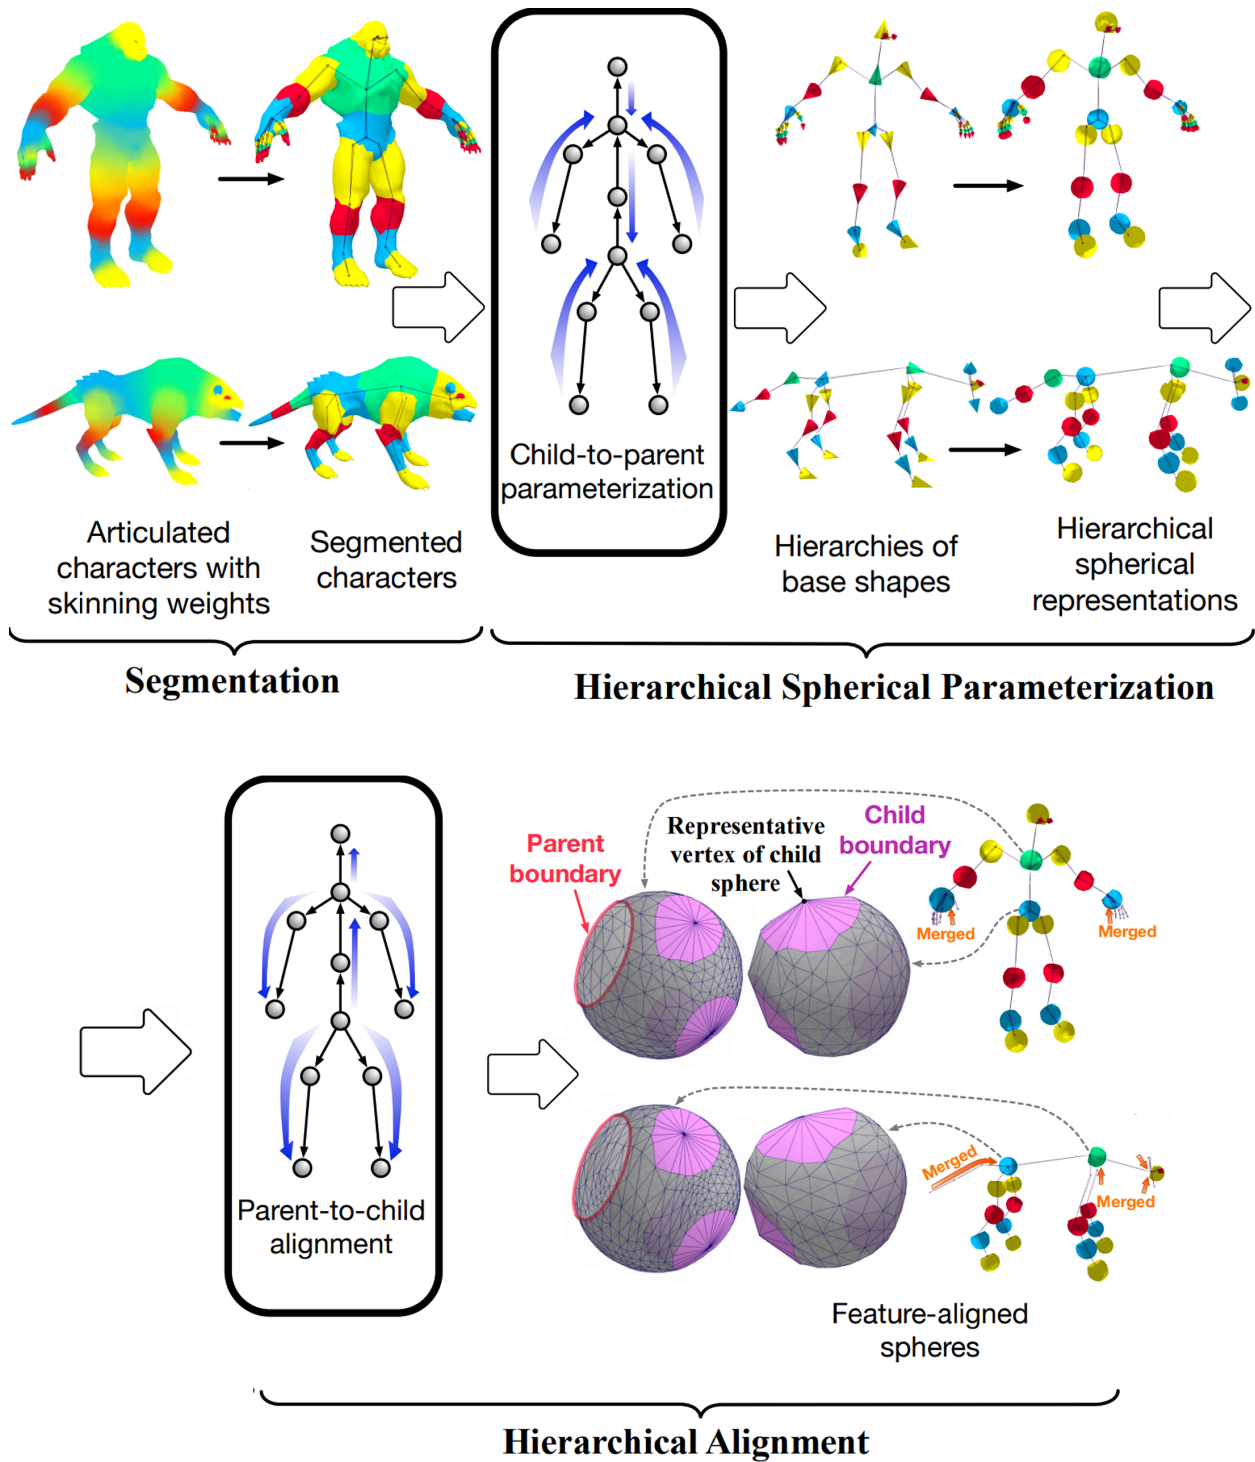 Child-to-parent
parameterization
Articulated
characters with
skinning weights
Segmented
characters
Hierarchies of
base shapes
Hierarchical
spherical
representations
Segmentation
Hierarchical Spherical Parameterization
Parent-to-child
alignment
Parent
boundary
Representative
vertex of child
sphere
Child
boundary
Merged
Merged
Merged
Merged
Feature-aligned
spheres
Hierarchical Alignment